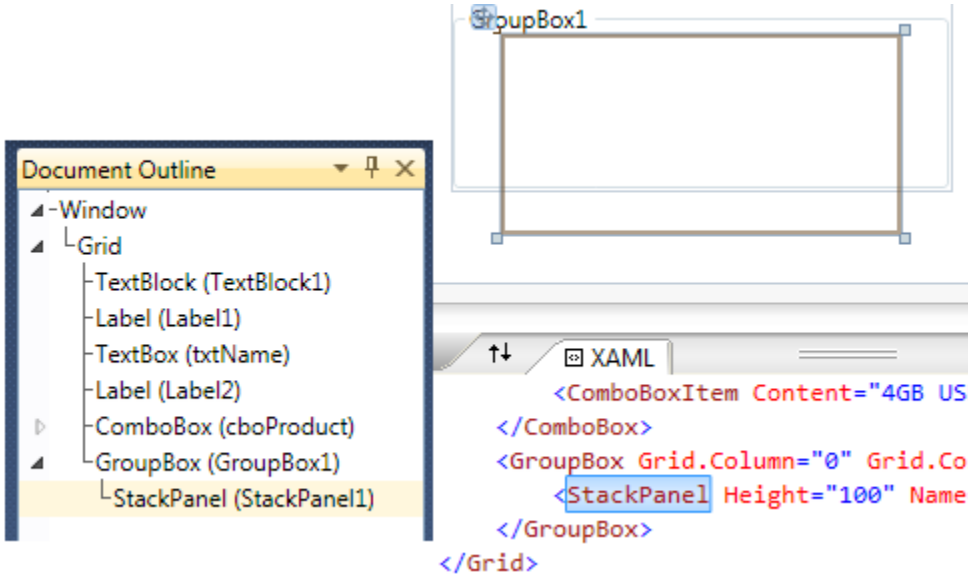 GroupBox1
Document Outline
Window
Grid
TextBlock (TextBlock1)
Label (Label1)
TextBox (txtName)
Label (Label2)
ComboBox (cboProduct)
GroupBox (GroupBox1)
StackPanel (StackPanel1)
XAML
<ComboBoxItem Content="4GB US
</ComboBox>
<GroupBox Grid.Column="0" Grid.Co
<StackPanel Height="100" Name
</GroupBox>
</Grid>